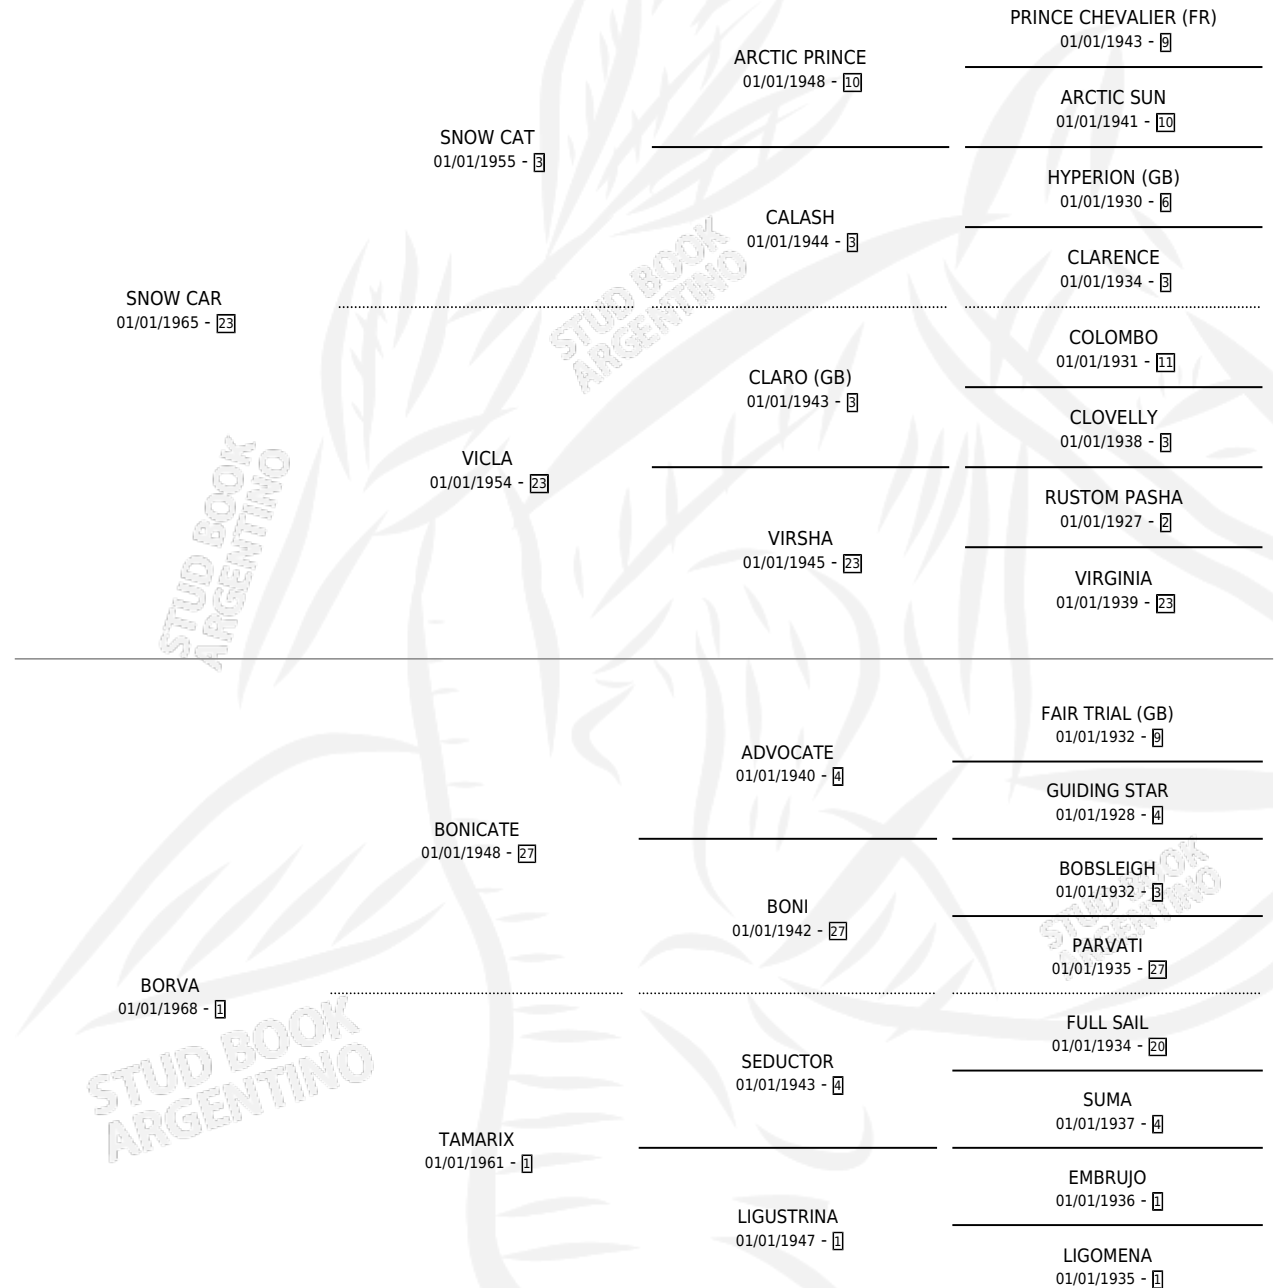 PRINCE CHEVALIER (FR)
01/01/1943 - 9
ARCTIC PRINCE
01/01/1948 - 10
ARCTIC SUN
01/01/1941 - 10
SNOW CAT
01/01/1955 - 3
HYPERION (GB)
01/01/1930 - 6
CALASH
01/01/1944 - 3
CLARENCE
01/01/1934 - 3
SNOW CAR
01/01/1965 - 23
COLOMBO
01/01/1931 - 11
CLARO (GB)
01/01/1943 - 3
CLOVELLY
01/01/1938 - 3
VICLA
01/01/1954 - 23
RUSTOM PASHA
01/01/1927 - 2
VIRSHA
01/01/1945 - 23
VIRGINIA
01/01/1939 - 23
FAIR TRIAL (GB)
01/01/1932 - 9
ADVOCATE
01/01/1940 - 4
GUIDING STAR
01/01/1928 - 4
BONICATE
01/01/1948 - 27
BOBSLEIGH
01/01/1932 - 3
BONI
01/01/1942 - 27
PARVATI
01/01/1935 - 27
BORVA
01/01/1968 - 1
FULL SAIL
01/01/1934 - 20
SEDUCTOR
01/01/1943 - 4
SUMA
01/01/1937 - 4
TAMARIX
01/01/1961 - 1
EMBRUJO
01/01/1936 - 1
LIGUSTRINA
01/01/1947 - 1
LIGOMENA
01/01/1935 - 1
STUD BOOK
ARGENTINO
STUD BOOK
ARGENTINO
STUD BOOK
ARGENTINO
STUD BOOK
ARGENTINO